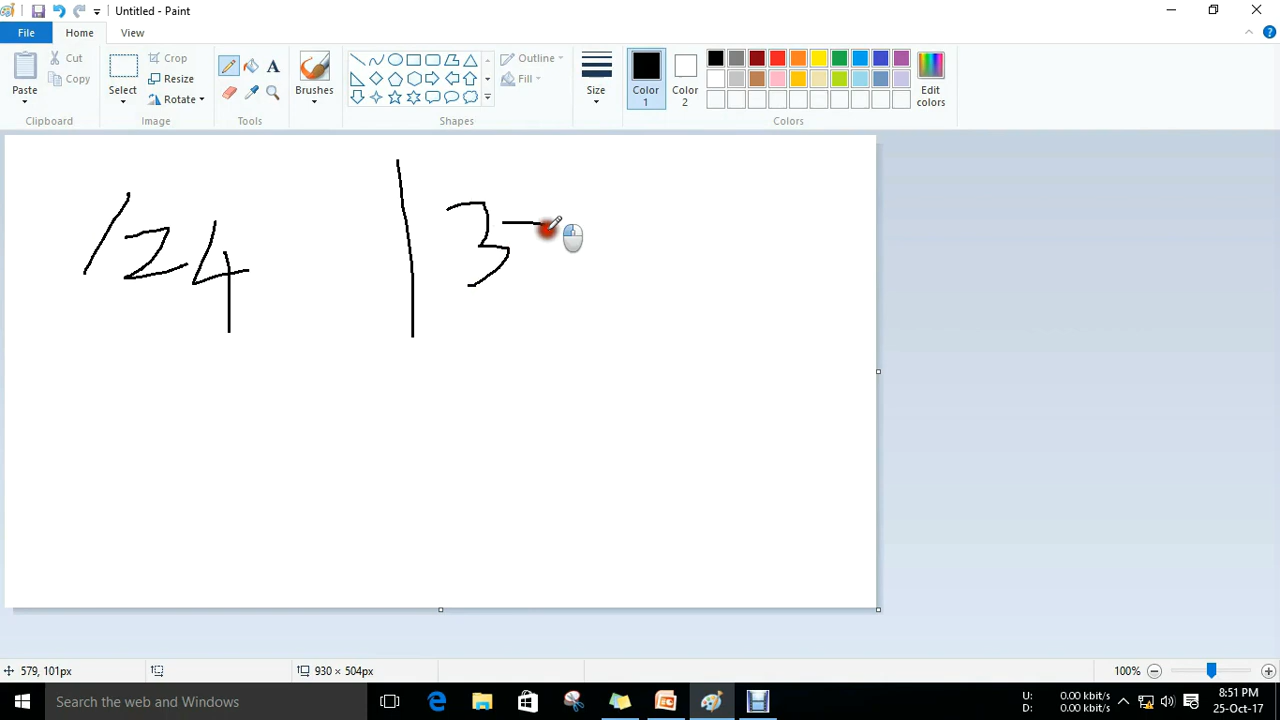 Untitled - Paint
File Home View
Paste
Cut
Copy
Clipboard
Select
Crop
Resize
Rotate
Image
A
Tools
Brushes
Outline
Fill
Shapes
Size
Color 1
Color 2
Edit colors
Colors
124 | 3
579, 101px
930 × 504px
100%
Search the web and Windows
U: 0.00 kbit/s
D: 0.00 kbit/s
8:51 PM
25-Oct-17